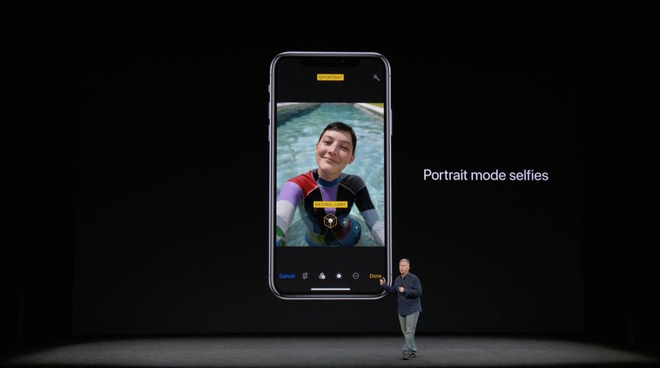 PORTRAIT
Portrait mode selfies
NATURAL LIGHT
Cancel
Done